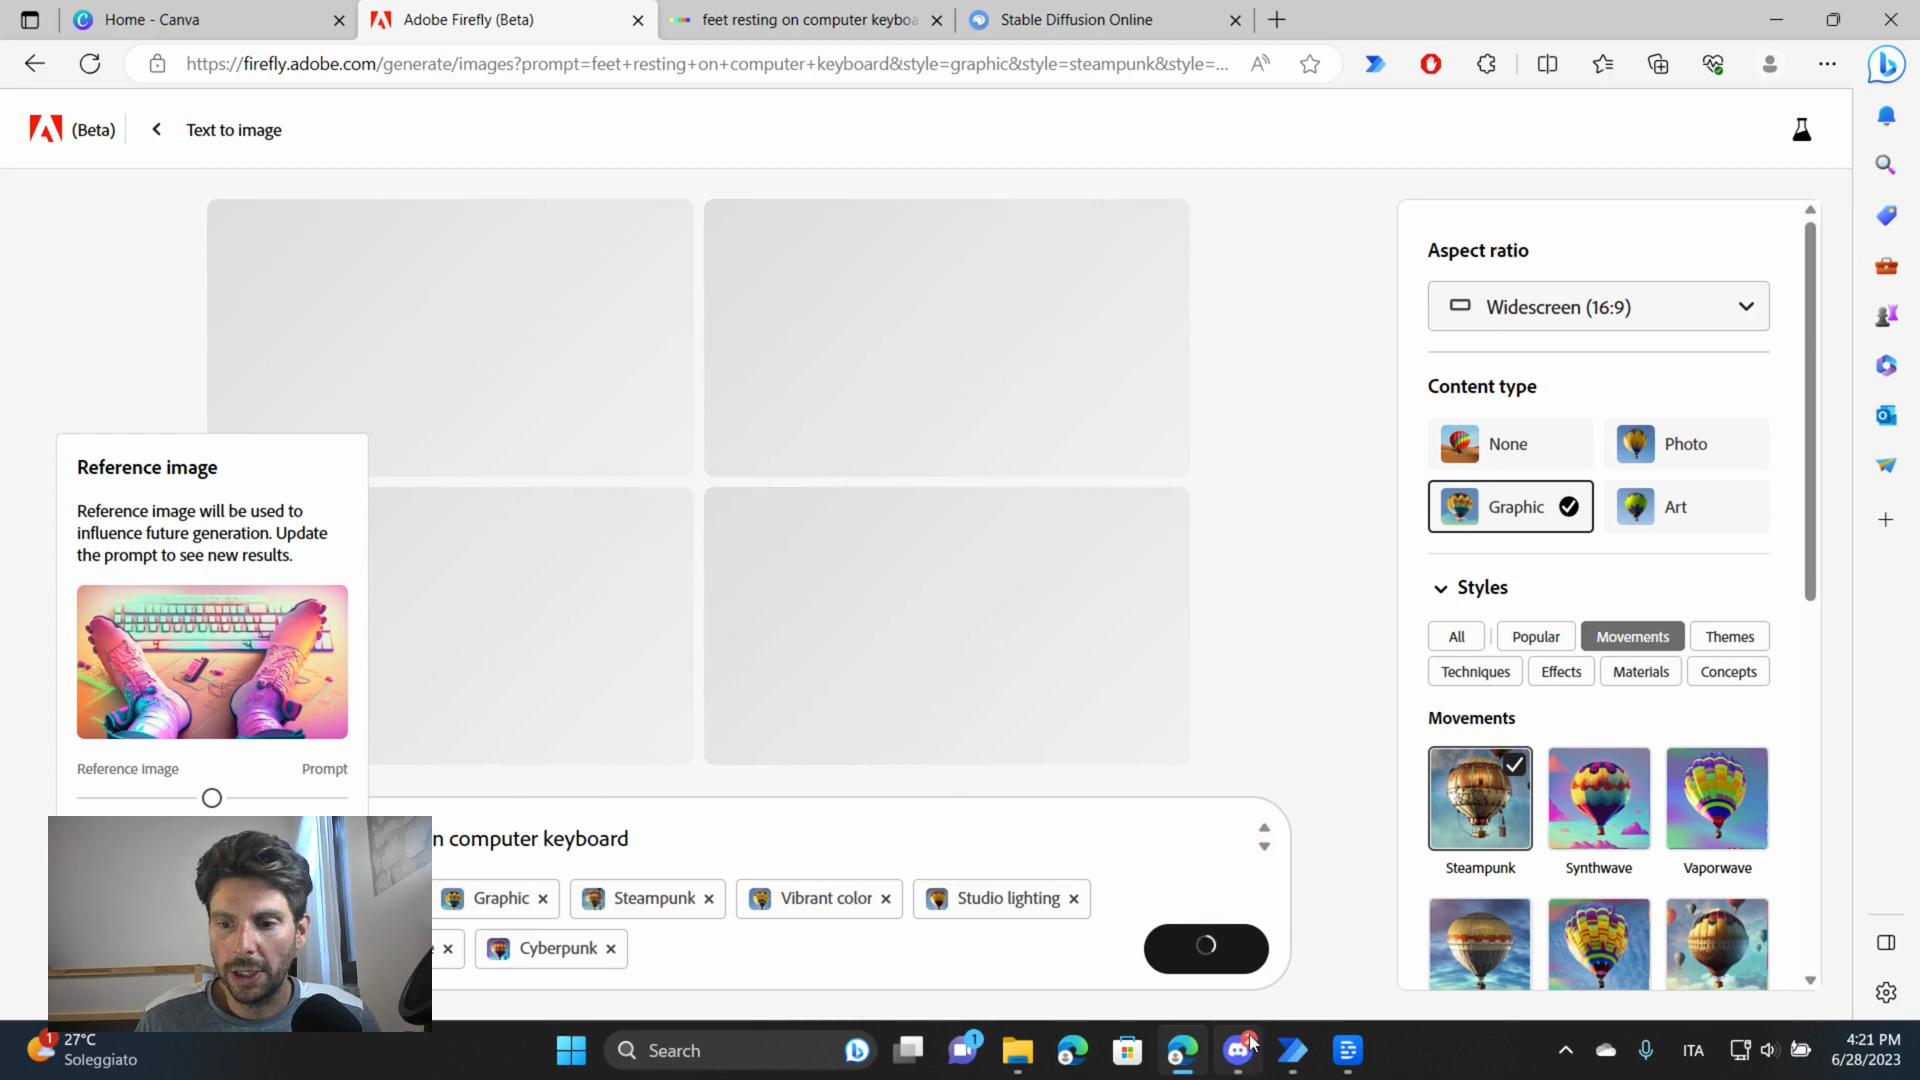 Home - Canva
Adobe Firefly (Beta)
feet resting on computer keyboa
Stable Diffusion Online
https://firefly.adobe.com/generate/images?prompt=feet+resting+on+computer+keyboard&style=graphic&style=steampunk&style=...
(Beta)
Text to image
Reference image
Reference image will be used to
influence future generation. Update
the prompt to see new results.
Reference image
Prompt
n computer keyboard
Graphic
Steampunk
Vibrant color
Studio lighting
e
Cyberpunk
Aspect ratio
Widescreen (16:9)
Content type
None
Photo
Graphic
Art
Styles
All
Popular
Movements
Themes
Techniques
Effects
Materials
Concepts
Movements
Steampunk
Synthwave
Vaporwave
1
27°C
Soleggiato
Search
1
ITA
4:21 PM
6/28/2023